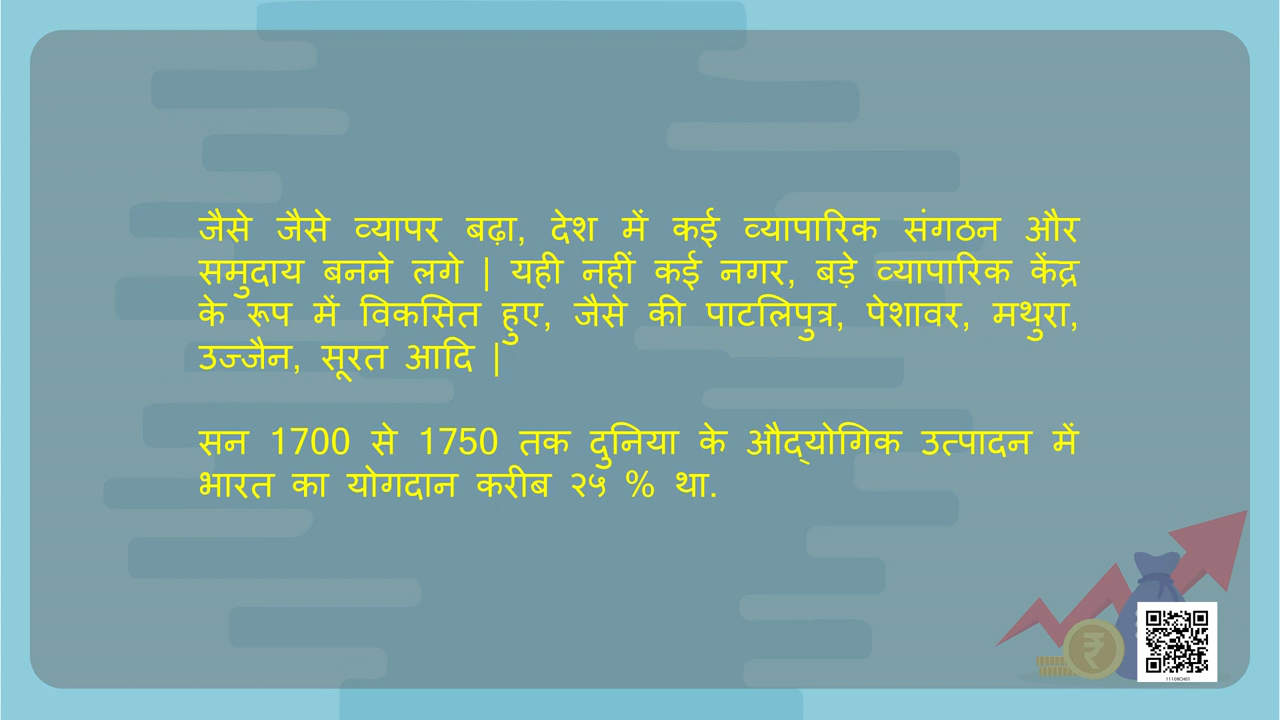 जैसे जैसे व्यापर बढ़ा, देश में कई व्यापारिक संगठन और
समुदाय बनने लगे | यही नहीं कई नगर, बड़े व्यापारिक केंद्र
के रूप में विकसित हुए, जैसे की पाटलिपुत्र, पेशावर, मथुरा,
उज्जैन, सूरत आदि |
सन 1700 से 1750 तक दुनिया के औद्योगिक उत्पादन में
भारत का योगदान करीब २५ % था.